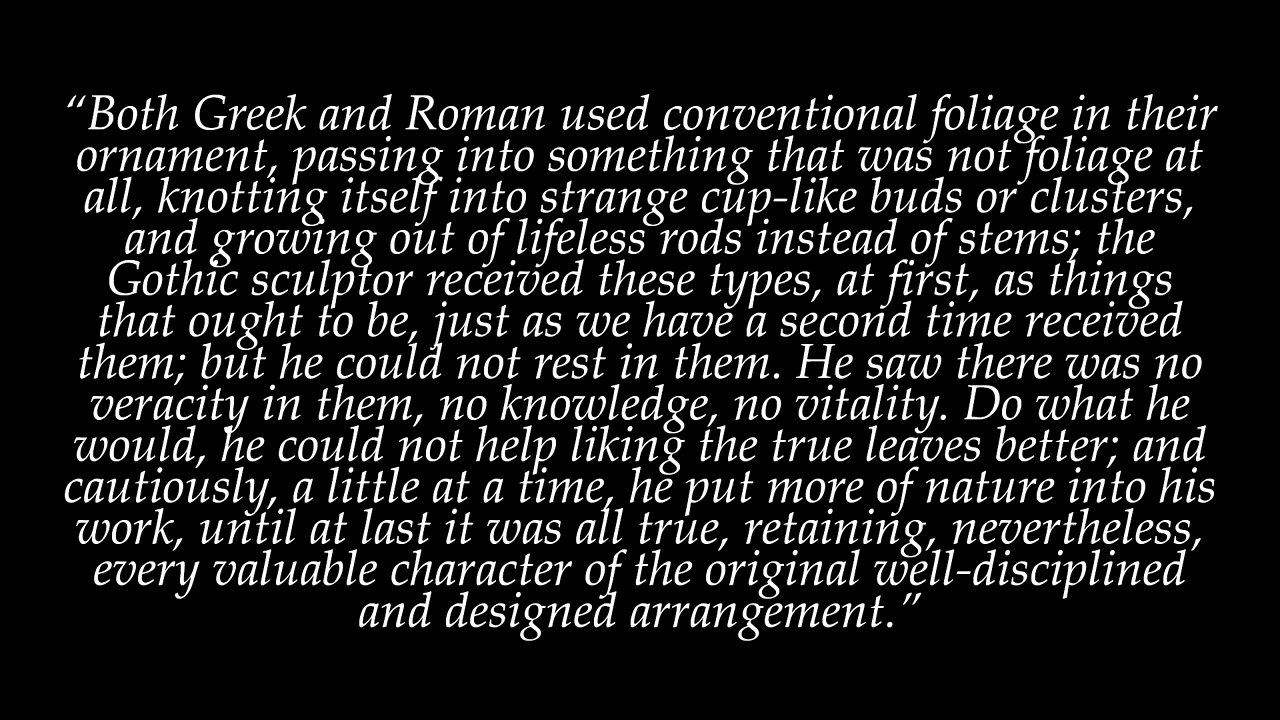 “Both Greek and Roman used conventional foliage in their
ornament, passing into something that was not foliage at
all, knotting itself into strange cup-like buds or clusters,
and growing out of lifeless rods instead of stems; the
Gothic sculptor received these types, at first, as things
that ought to be, just as we have a second time received
them; but he could not rest in them. He saw there was no
veracity in them, no knowledge, no vitality. Do what he
would, he could not help liking the true leaves better; and
cautiously, a little at a time, he put more of nature into his
work, until at last it was all true, retaining, nevertheless,
every valuable character of the original well-disciplined
and designed arrangement.”